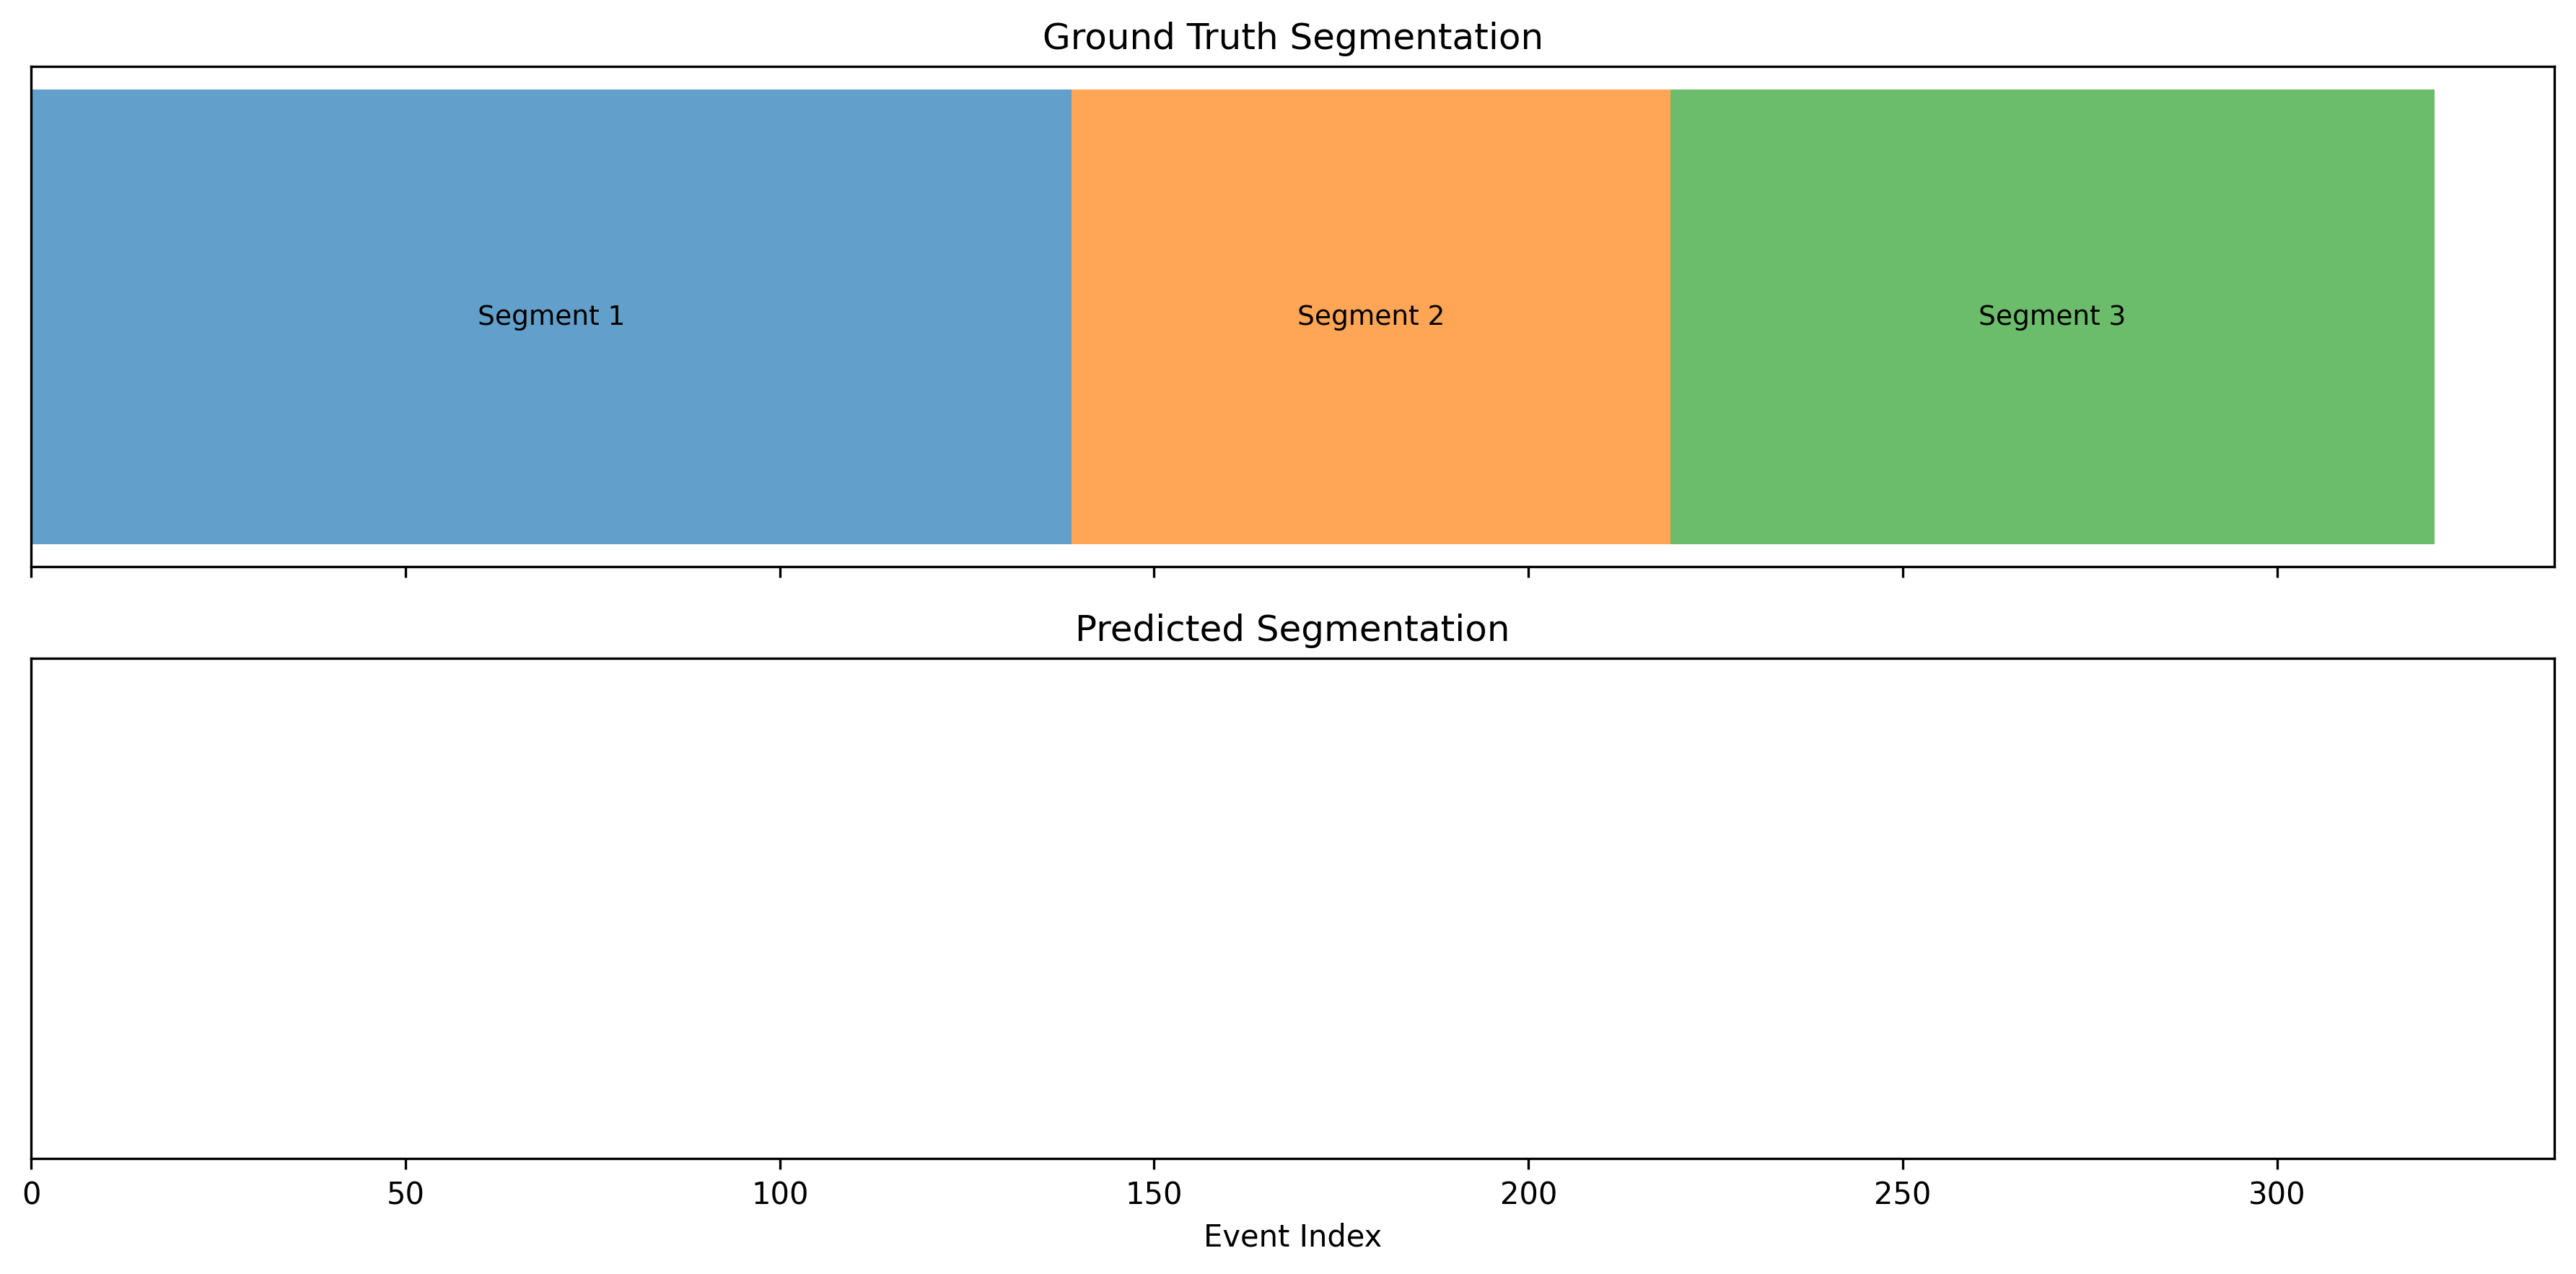 Ground Truth Segmentation
Segment 1 Segment 2 Segment 3
Predicted Segmentation
0 50 100 150 200 250 300
Event Index